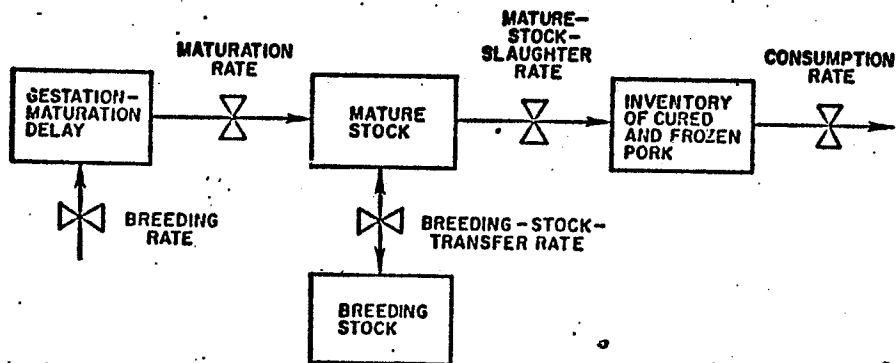 MATURATION
RATE
MATURE-
STOCK-
SLAUGHTER
RATE
CONSUMPTION
RATE
GESTATION-
MATURATION
DELAY
MATURE
STOCK
INVENTORY
OF CURED
AND FROZEN
PORK
BREEDING
RATE
BREEDING-STOCK-
TRANSFER RATE
BREEDING
STOCK